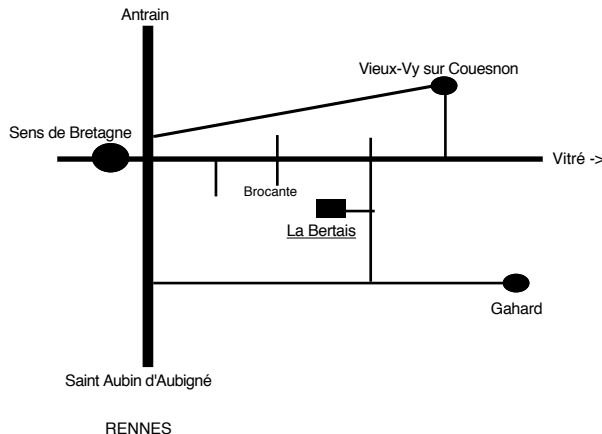 Antrain
Vieux-Vy sur Couesnon
Sens de Bretagne
Vitré ->
Brocante
La Bertais
Gahard
Saint Aubin d'Aubigné
RENNES